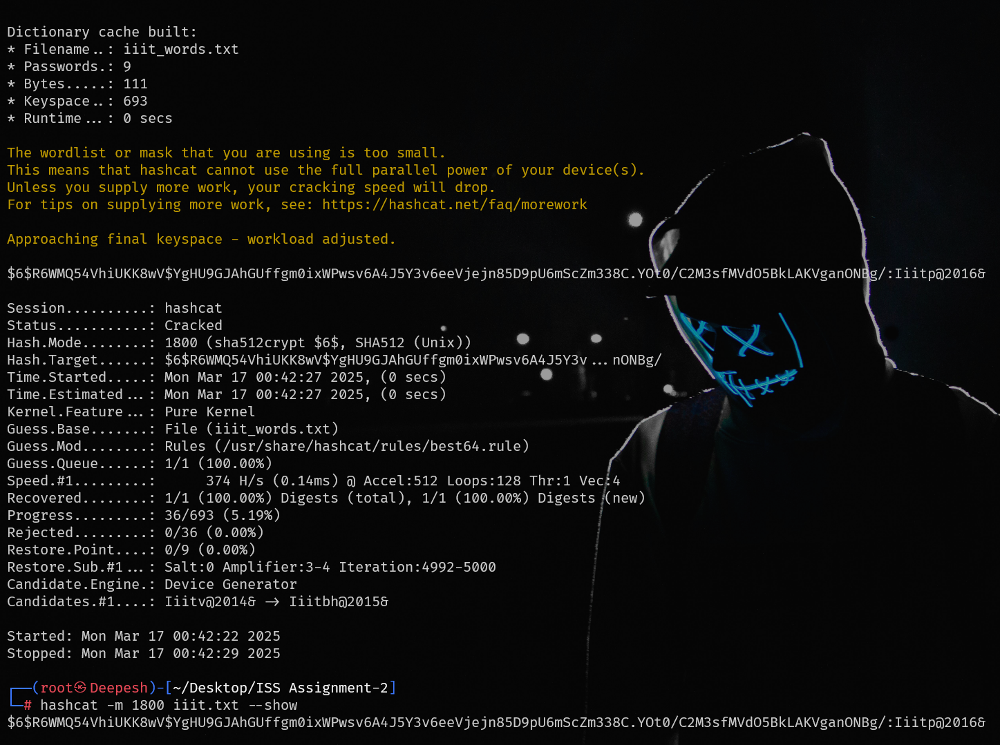 Dictionary cache built:
* Filename..: iiit_words.txt
* Passwords.: 9
* Bytes.....: 111
* Keyspace..: 693
* Runtime...: 0 secs
The wordlist or mask that you are using is too small.
This means that hashcat cannot use the full parallel power of your device(s).
Unless you supply more work, your cracking speed will drop.
For tips on supplying more work, see: https://hashcat.net/faq/morework
Approaching final keyspace - workload adjusted.
$6$R6WMQ54VhiUKK8wV$YgHU9GJAhGUffgm0ixWPwsv6A4J5Y3v6eeVjejn85D9pU6mScZm338C.YOt0/C2M3sfMVdO5BkLAKVganONBg/:Iiitp@2016&
Session..........: hashcat
Status...........: Cracked
Hash.Mode........: 1800 (sha512crypt $6$, SHA512 (Unix))
Hash.Target......: $6$R6WMQ54VhiUKK8wV$YgHU9GJAhGUffgm0ixWPwsv6A4J5Y3v...nONBg/
Time.Started.....: Mon Mar 17 00:42:27 2025, (0 secs)
Time.Estimated...: Mon Mar 17 00:42:27 2025, (0 secs)
Kernel.Feature...: Pure Kernel
Guess.Base.......: File (iiit_words.txt)
Guess.Mod........: Rules (/usr/share/hashcat/rules/best64.rule)
Guess.Queue......: 1/1 (100.00%)
Speed.#1.........:      374 H/s (0.14ms) @ Accel:512 Loops:128 Thr:1 Vec:4
Recovered........: 1/1 (100.00%) Digests (total), 1/1 (100.00%) Digests (new)
Progress.........: 36/693 (5.19%)
Rejected.........: 0/36 (0.00%)
Restore.Point....: 0/9 (0.00%)
Restore.Sub.#1...: Salt:0 Amplifier:3-4 Iteration:4992-5000
Candidate.Engine.: Device Generator
Candidates.#1....: Iiitv@2014& -> Iiitbh@2015&
Started: Mon Mar 17 00:42:22 2025
Stopped: Mon Mar 17 00:42:29 2025
┌──(root㉿Deepesh)-[~/Desktop/ISS Assignment-2]
└─# hashcat -m 1800 iiit.txt --show
$6$R6WMQ54VhiUKK8wV$YgHU9GJAhGUffgm0ixWPwsv6A4J5Y3v6eeVjejn85D9pU6mScZm338C.YOt0/C2M3sfMVdO5BkLAKVganONBg/:Iiitp@2016&